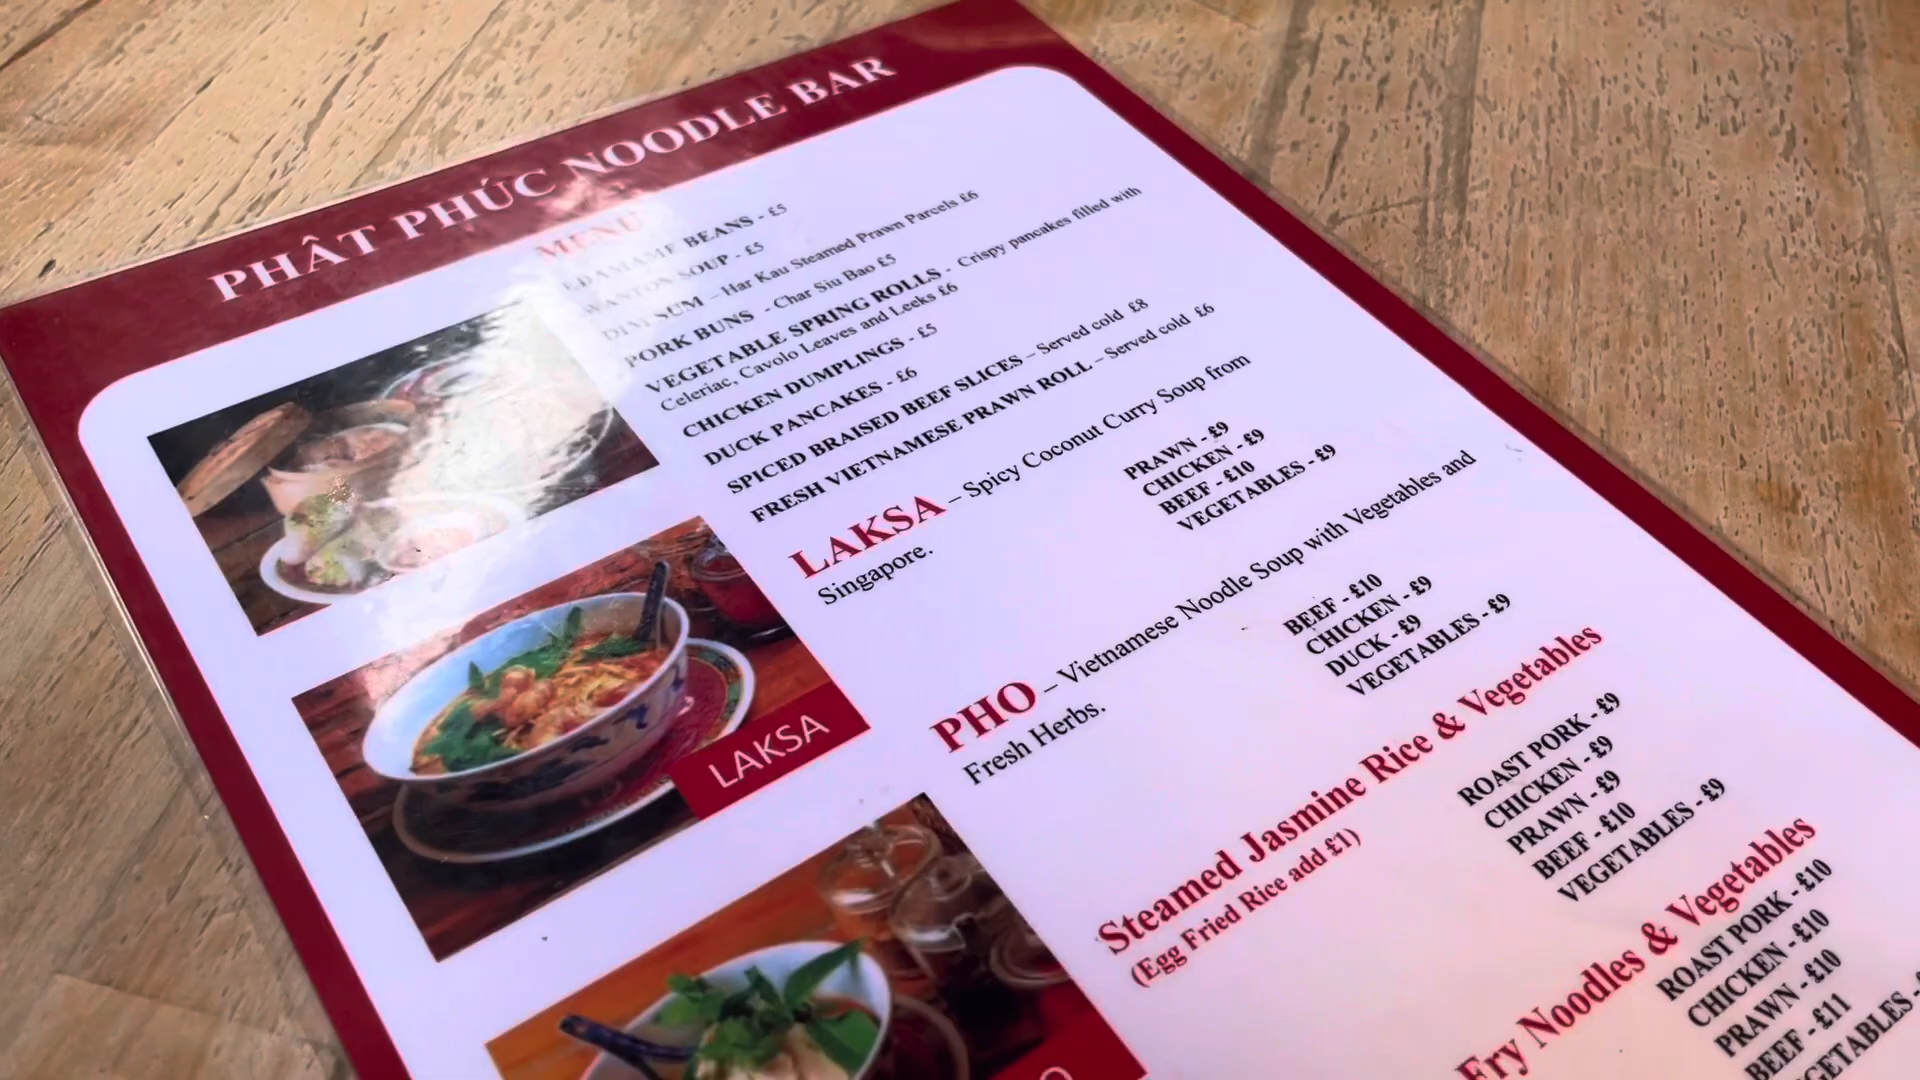 PHÂT PHÚC NOODLE BAR
MENU
EDAMAME BEANS - £5
WANTON SOUP - £5
DIM SUM – Har Kau Steamed Prawn Parcels £6
PORK BUNS - Char Siu Bao £5
VEGETABLE SPRING ROLLS - Crispy pancakes filled with
Celeriac, Cavolo Leaves and Leeks £6
CHICKEN DUMPLINGS - £5
DUCK PANCAKES - £6
SPICED BRAISED BEEF SLICES – Served cold £8
FRESH VIETNAMESE PRAWN ROLL – Served cold £6
LAKSA – Spicy Coconut Curry Soup from
Singapore.
PRAWN - £9
CHICKEN - £9
BEEF - £10
VEGETABLES - £9
LAKSA
PHO – Vietnamese Noodle Soup with Vegetables and
Fresh Herbs.
BEEF - £10
CHICKEN - £9
DUCK - £9
VEGETABLES - £9
Steamed Jasmine Rice & Vegetables
(Egg Fried Rice add £1)
ROAST PORK - £9
CHICKEN - £9
PRAWN - £9
BEEF - £10
VEGETABLES - £9
Fry Noodles & Vegetables
ROAST PORK - £10
CHICKEN - £10
PRAWN - £10
BEEF - £11